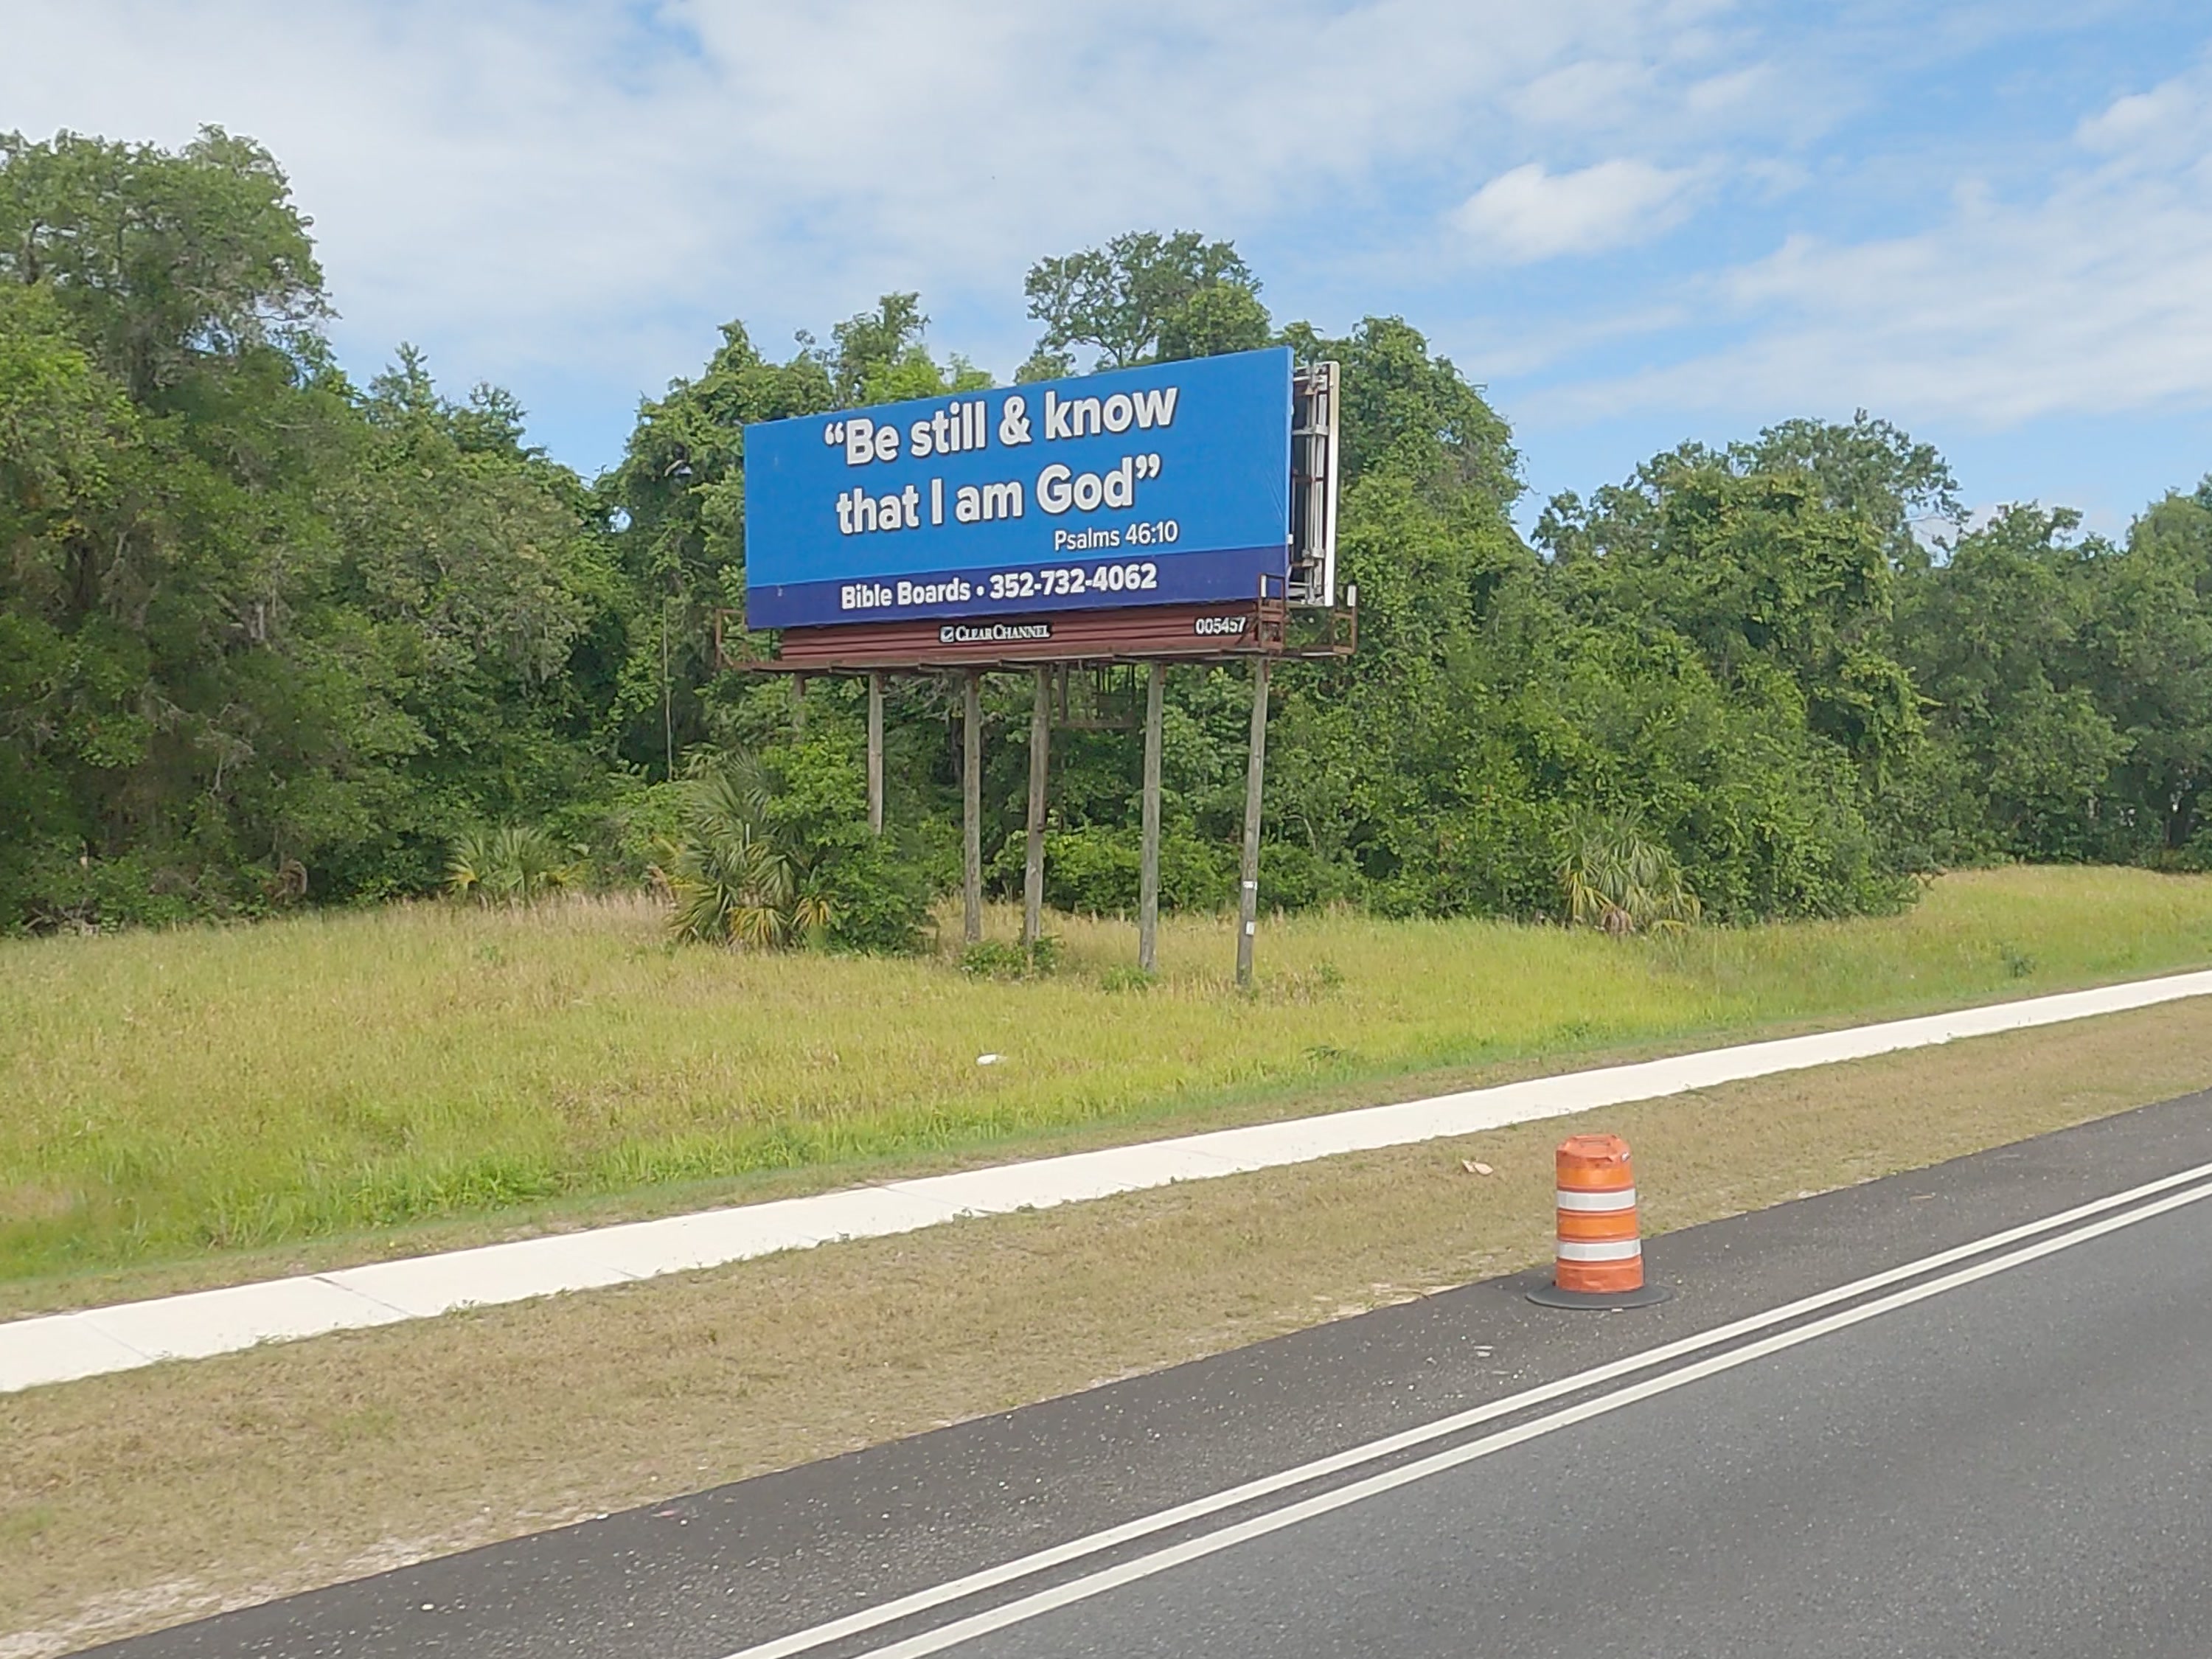 “Be still & know
that I am God”
Psalms 46:10
Bible Boards • 352-732-4062
CLEAR CHANNEL
005457